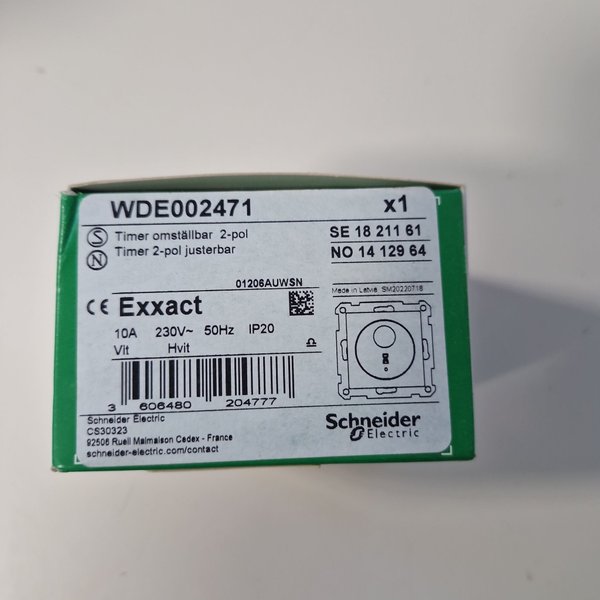 WDE002471 x1
S Timer omställbar 2-pol
N Timer 2-pol justerbar
SE 18 211 61
NO 14 129 64
01206AUWSN
Made in Latvia SM20220718
CE Exxact
10A 230V~ 50Hz IP20
Vit Hvit
3 606480 204777
Schneider Electric
CS30323
92506 Rueil Malmaison Cedex - France
schneider-electric.com/contact
Schneider
Electric